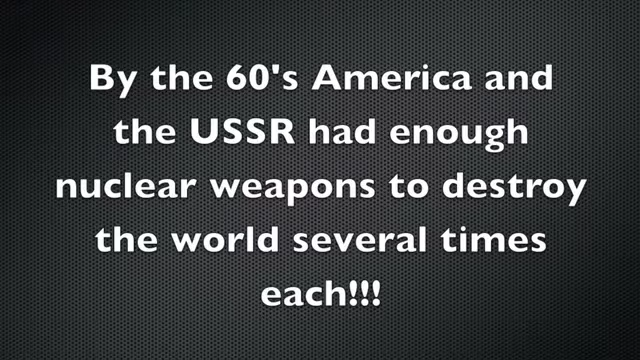 By the 60's America and
the USSR had enough
nuclear weapons to destroy
the world several times
each!!!